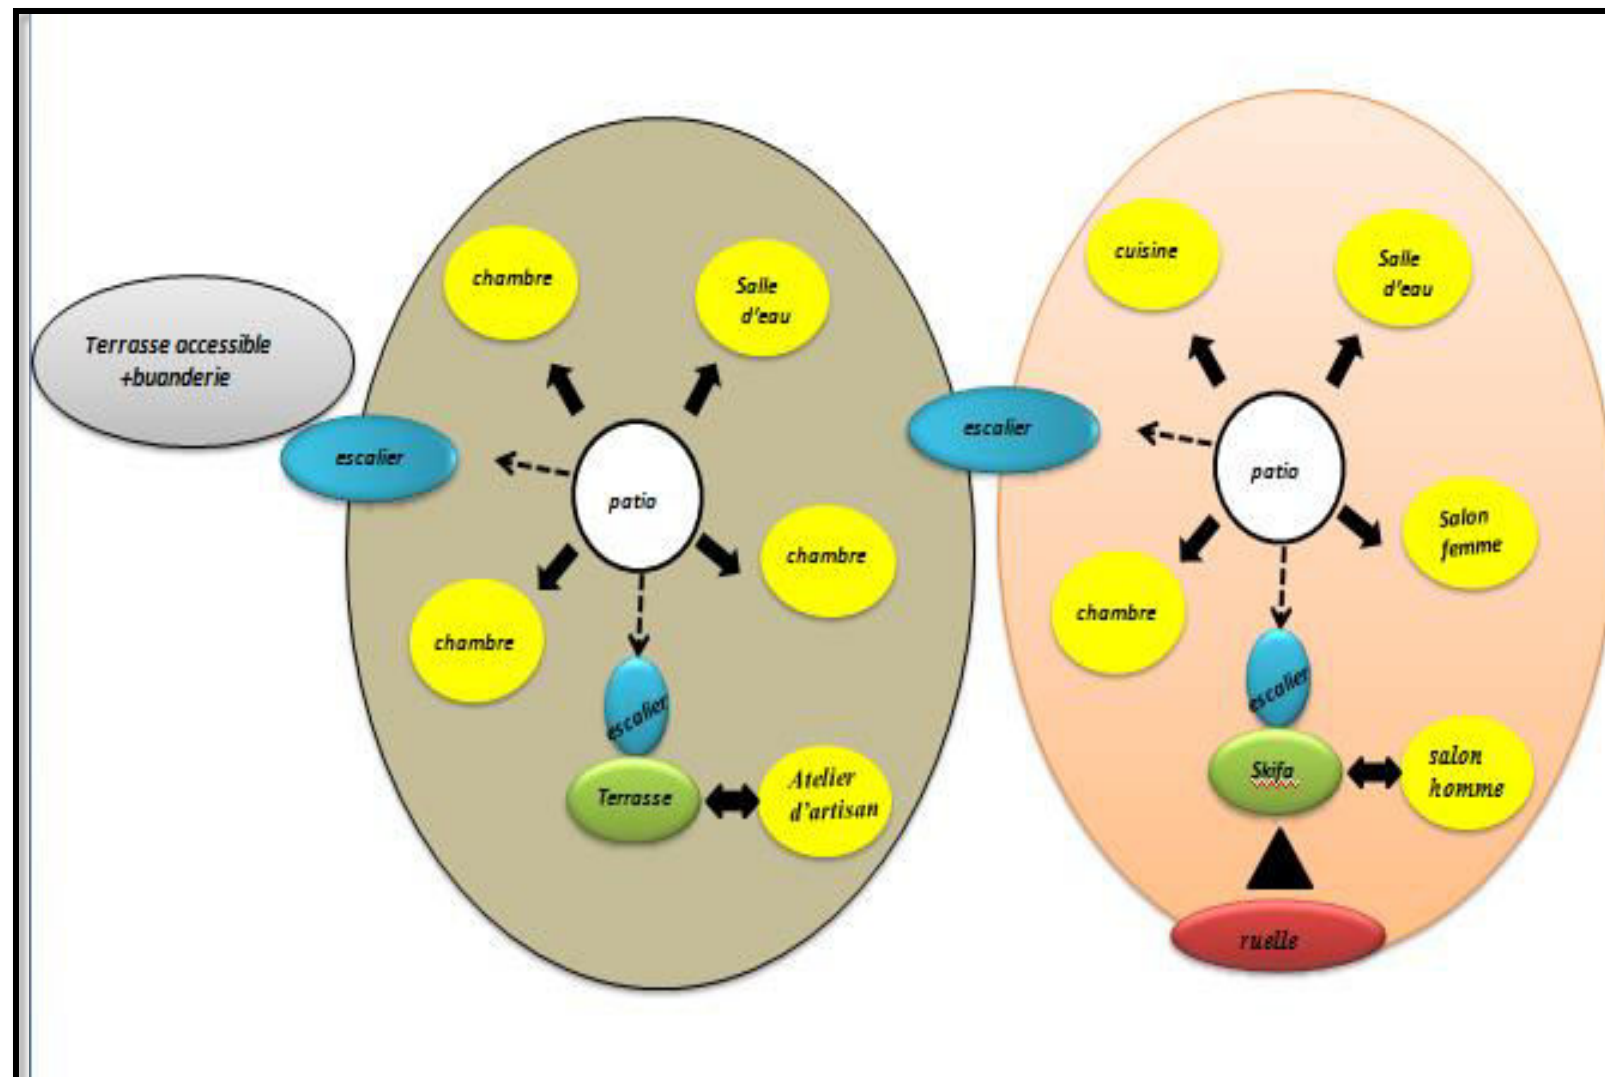 Terrasse accessible
+buanderie
escalier
chambre
Salle
d'eau
patio
chambre
chambre
escalier
Terrasse
Atelier
d'artisan
escalier
cuisine
Salle
d'eau
patio
Salon
femme
chambre
escalier
Skifa
salon
homme
ruelle